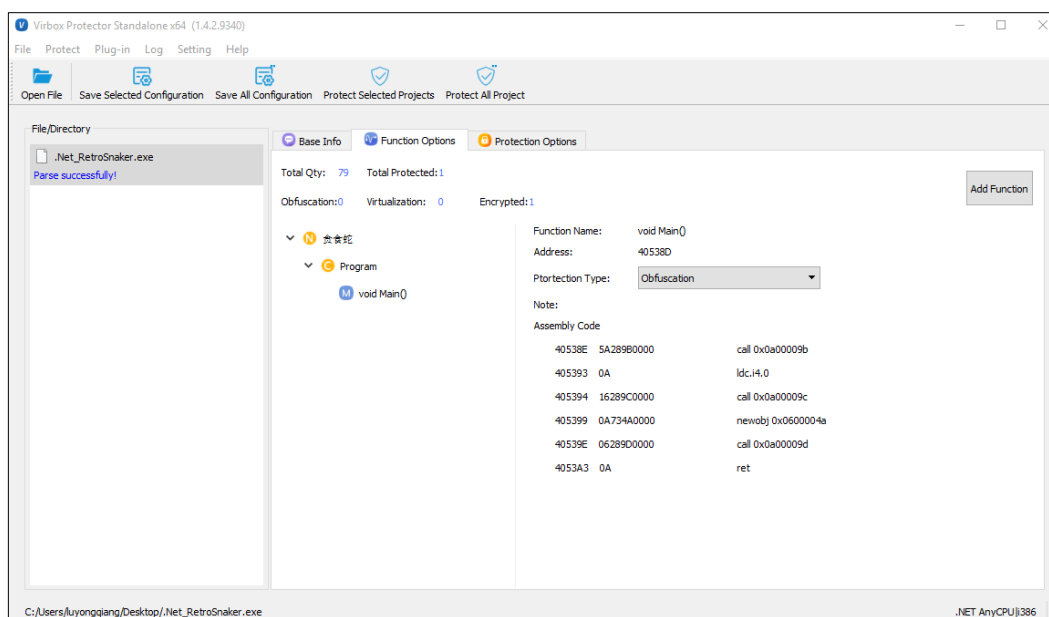 Virbox Protector Standalone x64 (1.4.2.9340)
File Protect Plug-in Log Setting Help
Open File Save Selected Configuration Save All Configuration Protect Selected Projects Protect All Project
File/Directory
.Net_RetroSnaker.exe
Parse successfully!
Base Info Function Options Protection Options
Total Qty: 79 Total Protected:1
Obfuscation:0 Virtualization: 0 Encrypted:1
Add Function
N 贪食蛇
C Program
M void Main()
Function Name: void Main()
Address: 40538D
Ptortection Type: Obfuscation
Note:
Assembly Code
40538E 5A289B0000 call 0x0a00009b
405393 0A ldc.i4.0
405394 16289C0000 call 0x0a00009c
405399 0A734A0000 newobj 0x0600004a
40539E 06289D0000 call 0x0a00009d
4053A3 0A ret
C:/Users/luyongqiang/Desktop/.Net_RetroSnaker.exe .NET AnyCPU|i386